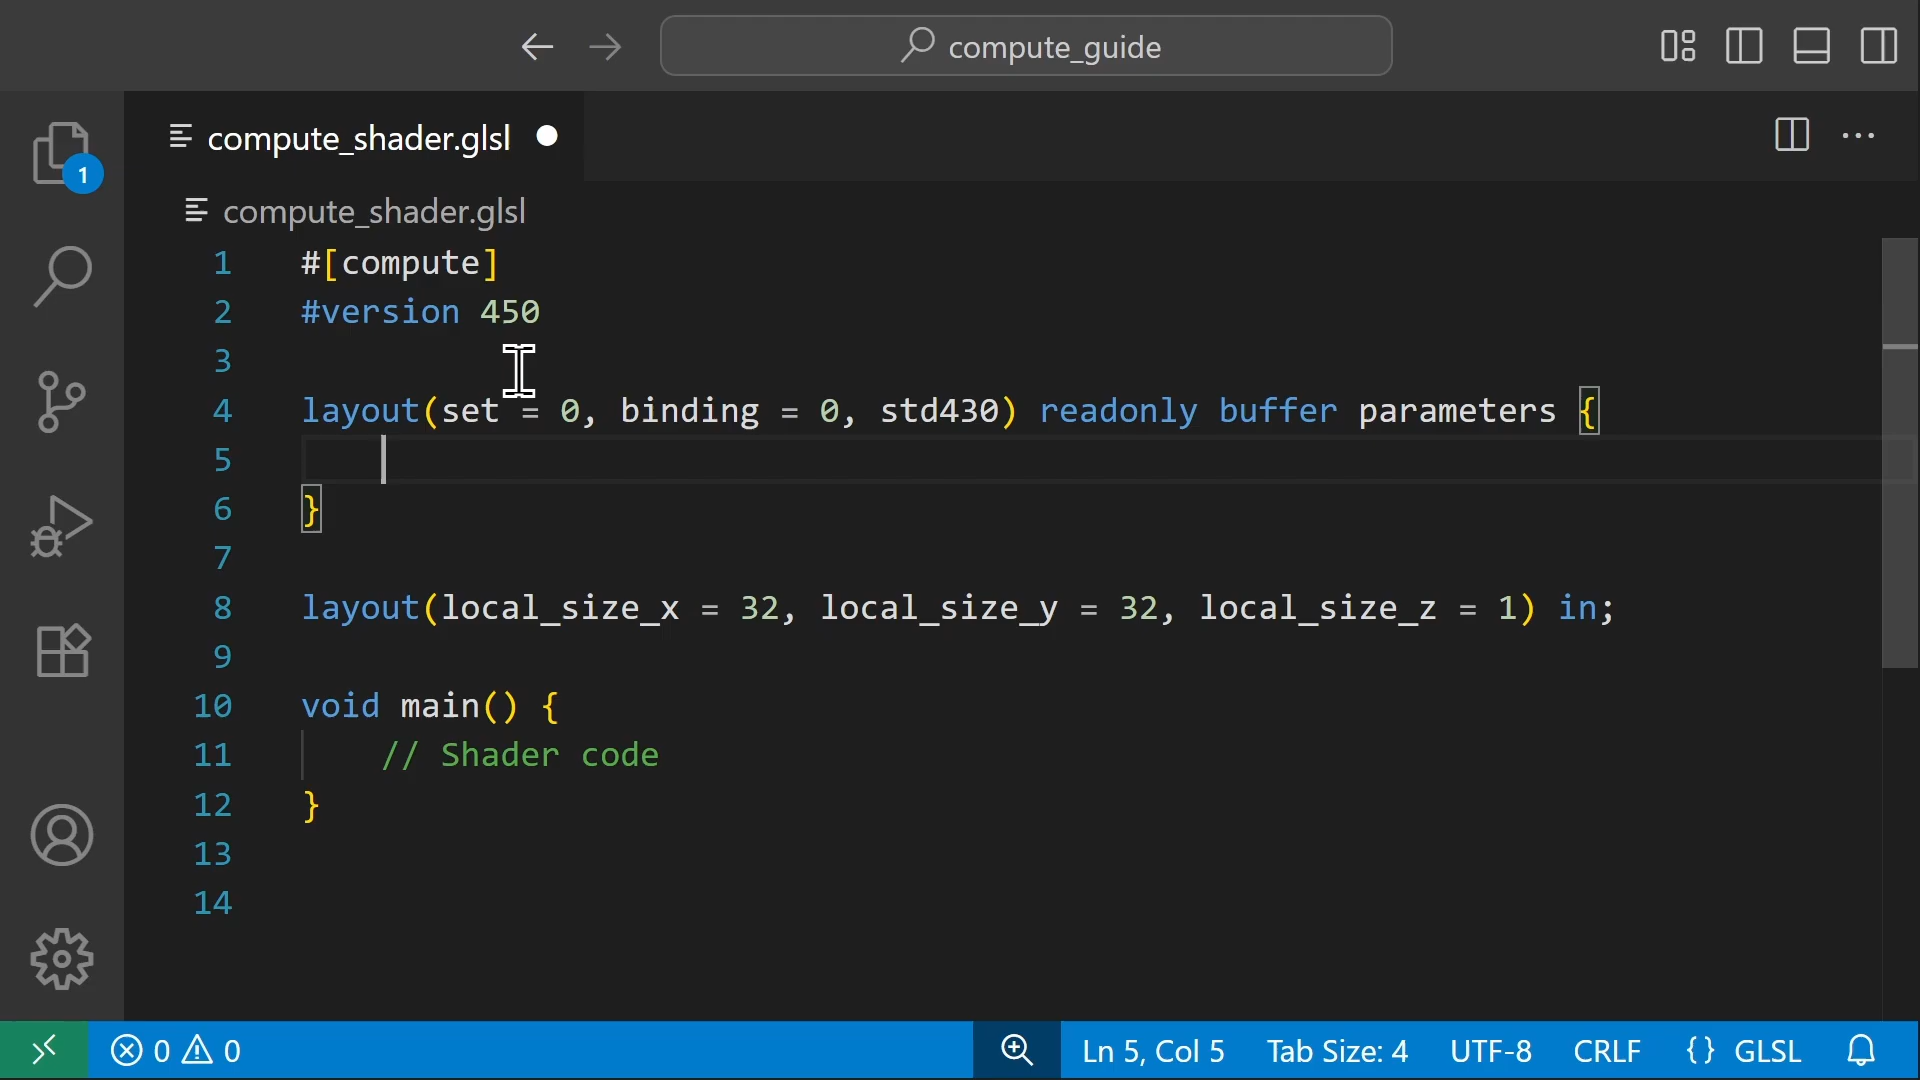 compute_guide
compute_shader.glsl
1
compute_shader.glsl
1 #[compute]
2 #version 450
3
4 layout(set = 0, binding = 0, std430) readonly buffer parameters {
5
6 }
7
8 layout(local_size_x = 32, local_size_y = 32, local_size_z = 1) in;
9
10 void main() {
11 // Shader code
12 }
13
14
0 0 Ln 5, Col 5 Tab Size: 4 UTF-8 CRLF {} GLSL